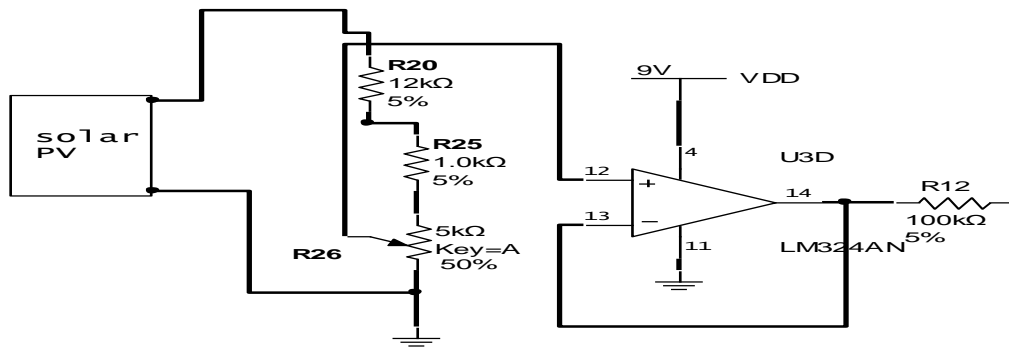 solar
PV
R20
12kΩ
5%
R25
1.0kΩ
5%
R26
5kΩ
Key=A
50%
9V
VDD
4
U3D
12
13
14
11
LM324AN
R12
100kΩ
5%